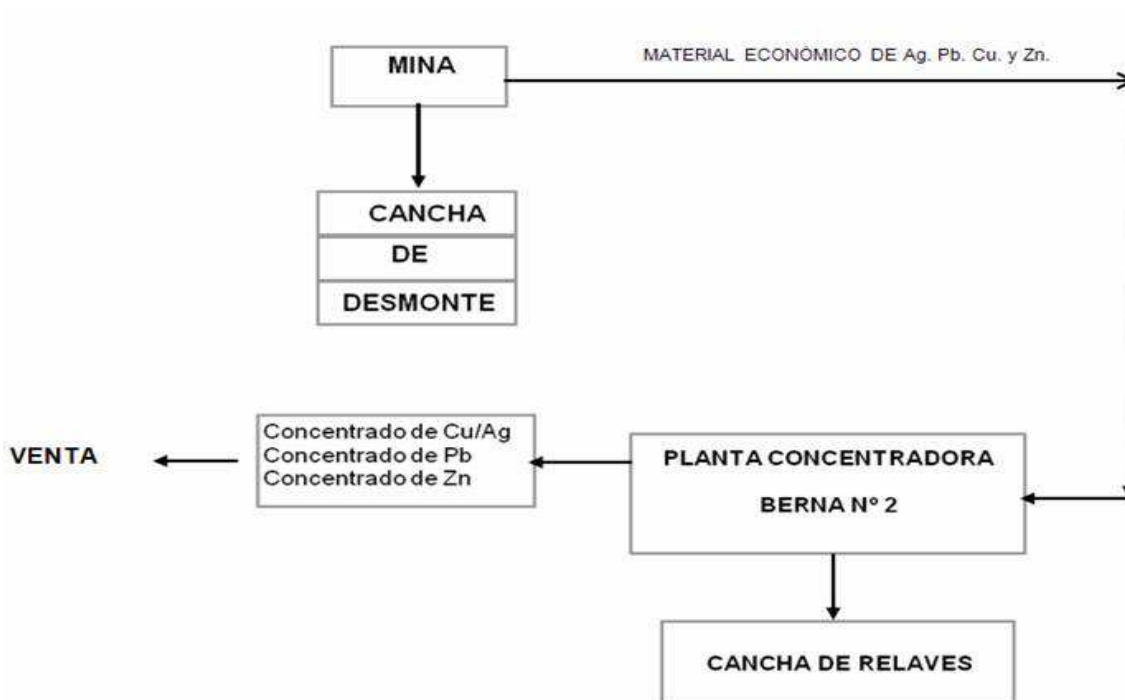 MINA
MATERIAL ECONÓMICO DE Ag. Pb. Cu. y Zn.
CANCHA
DE
DESMONTE
VENTA
Concentrado de Cu/Ag
Concentrado de Pb
Concentrado de Zn
PLANTA CONCENTRADORA
BERNA Nº 2
CANCHA DE RELAVES